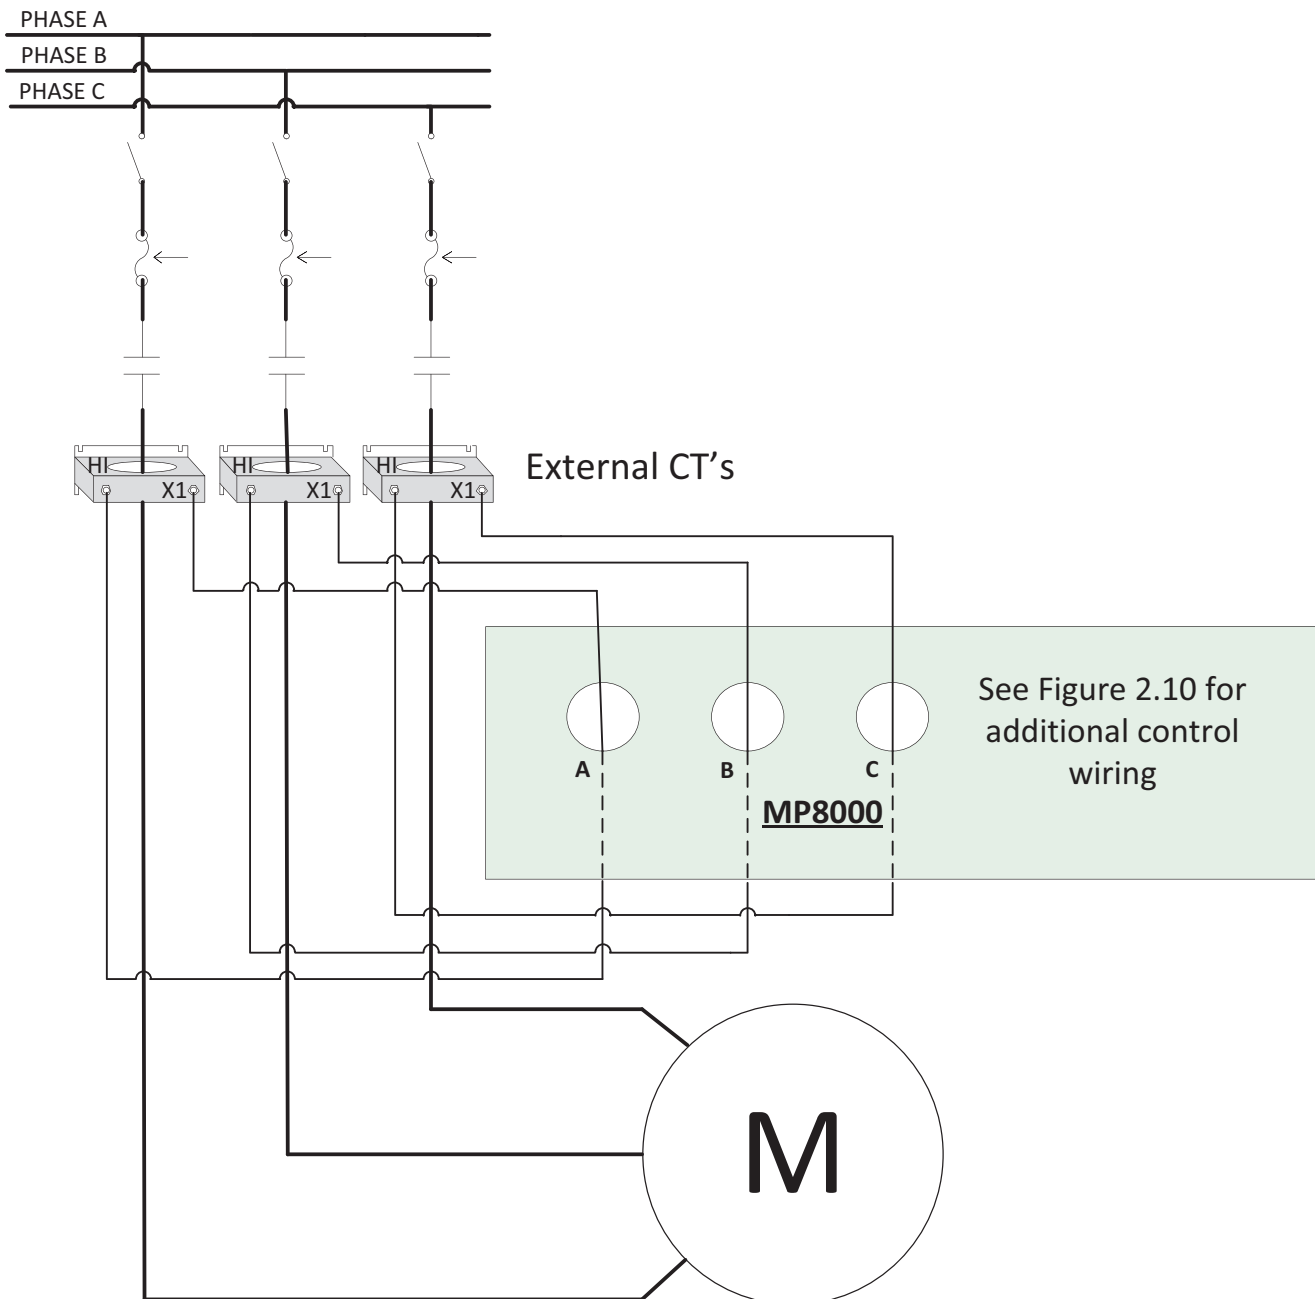 PHASE A
PHASE B
PHASE C
HI
X1
HI
X1
HI
X1
External CT’s
See Figure 2.10 for
additional control
wiring
A
B
C
MP8000
M